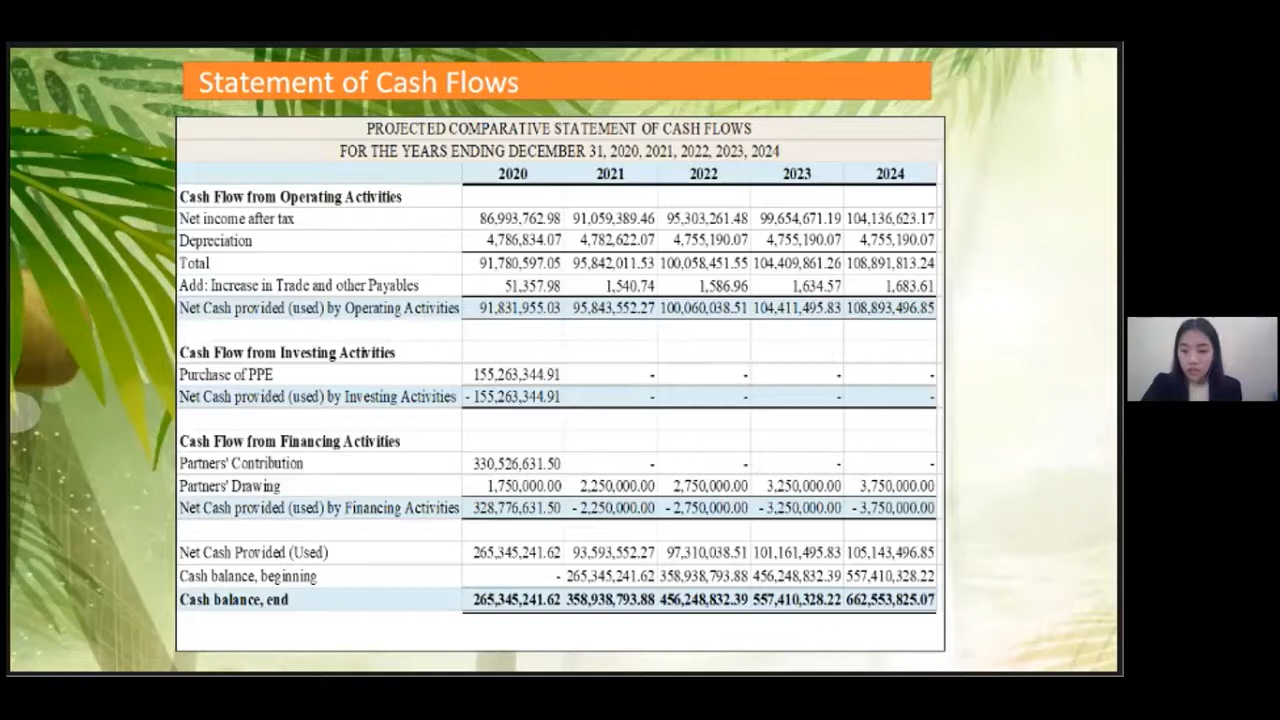 Statement of Cash Flows
PROJECTED COMPARATIVE STATEMENT OF CASH FLOWS
FOR THE YEARS ENDING DECEMBER 31, 2020, 2021, 2022, 2023, 2024
2020 2021 2022 2023 2024
Cash Flow from Operating Activities
Net income after tax 86,993,762.98 91,059,389.46 95,303,261.48 99,654,671.19 104,136,623.17
Depreciation 4,786,834.07 4,782,622.07 4,755,190.07 4,755,190.07 4,755,190.07
Total 91,780,597.05 95,842,011.53 100,058,451.55 104,409,861.26 108,891,813.24
Add: Increase in Trade and other Payables 51,357.98 1,540.74 1,586.96 1,634.57 1,683.61
Net Cash provided (used) by Operating Activities 91,831,955.03 95,843,552.27 100,060,038.51 104,411,495.83 108,893,496.85
Cash Flow from Investing Activities
Purchase of PPE 155,263,344.91 - - - -
Net Cash provided (used) by Investing Activities - 155,263,344.91 - - - -
Cash Flow from Financing Activities
Partners' Contribution 330,526,631.50 - - - -
Partners' Drawing 1,750,000.00 2,250,000.00 2,750,000.00 3,250,000.00 3,750,000.00
Net Cash provided (used) by Financing Activities 328,776,631.50 - 2,250,000.00 - 2,750,000.00 - 3,250,000.00 - 3,750,000.00
Net Cash Provided (Used) 265,345,241.62 93,593,552.27 97,310,038.51 101,161,495.83 105,143,496.85
Cash balance, beginning - 265,345,241.62 358,938,793.88 456,248,832.39 557,410,328.22
Cash balance, end 265,345,241.62 358,938,793.88 456,248,832.39 557,410,328.22 662,553,825.07